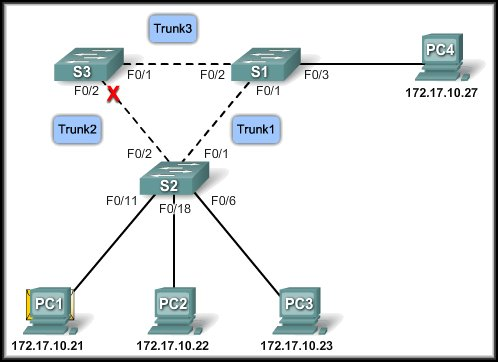 Trunk3
PC4
S3
S1
F0/1
F0/2
F0/3
F0/2
F0/1
172.17.10.27
Trunk2
Trunk1
F0/2
F0/1
S2
F0/11
F0/18
F0/6
PC1
PC2
PC3
172.17.10.21
172.17.10.22
172.17.10.23